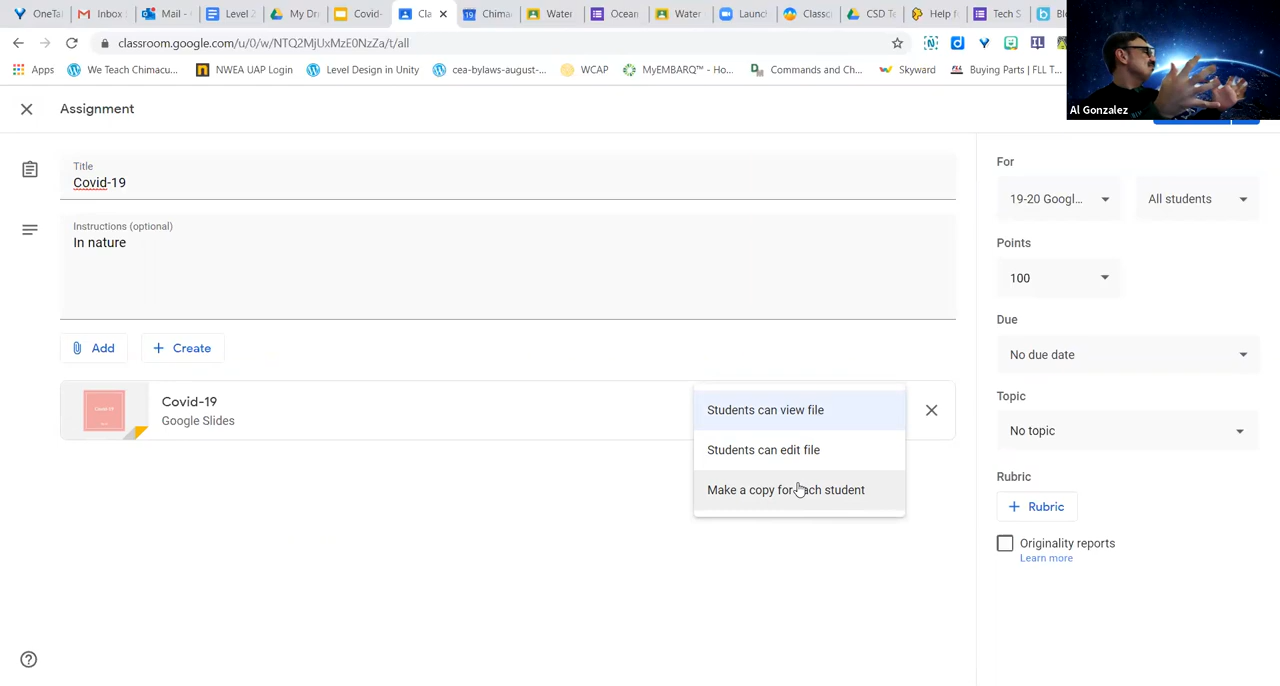 OneTa Inbox Mail - Level 2 My Dri Covid- Cla Chima Water Ocean Water Launc Classc CSD Te Help f Tech S
classroom.google.com/u/0/w/NTQ2MjUxMzE0NzZa/t/all
Apps We Teach Chimacu... NWEA UAP Login Level Design in Unity cea-bylaws-august-... WCAP MyEMBARQ™ - Ho... Commands and Ch... Skyward Buying Parts | FLL T...
Al Gonzalez
Assignment
Title
Covid-19
Instructions (optional)
In nature
Add
Create
Covid-19
Google Slides
Students can view file
Students can edit file
Make a copy for each student
For
19-20 Googl...
All students
Points
100
Due
No due date
Topic
No topic
Rubric
Rubric
Originality reports
Learn more